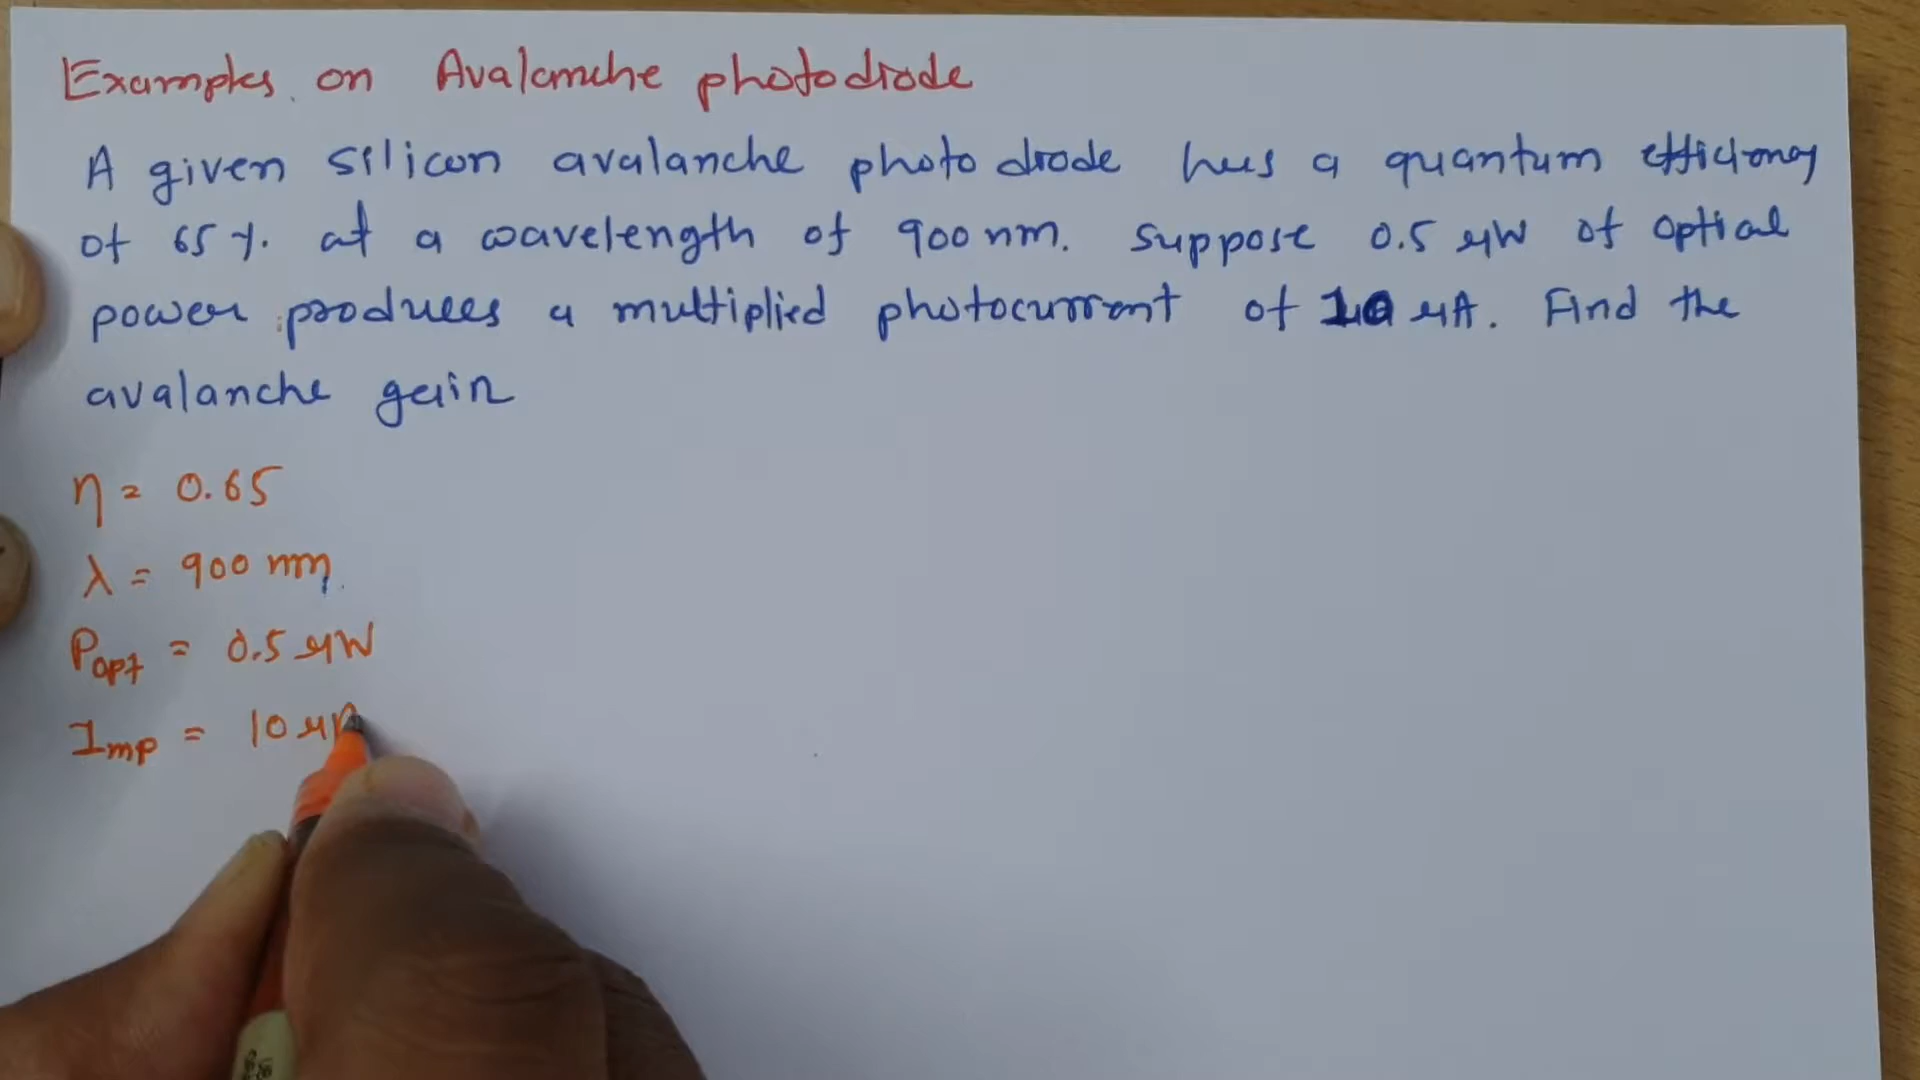 Examples on Avalanche photodiode
A given silicon avalanche photo diode has a quantum efficiency
of 65 %. at a wavelength of 900 nm. Suppose 0.5 μW of optical
power produces a multiplied photocurrent of 10 μA. Find the
avalanche gain
η = 0.65
λ = 900 nm
Popt = 0.5 μW
Imp = 10 μA